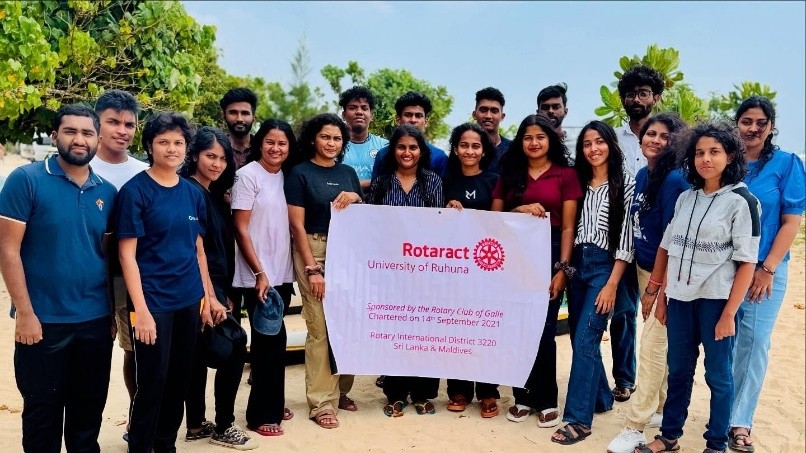 Rotaract
University of Ruhuna
Sponsored by the Rotary Club of Galle
Chartered on 14th September 2021
Rotary International District 3220
Sri Lanka & Maldives
M